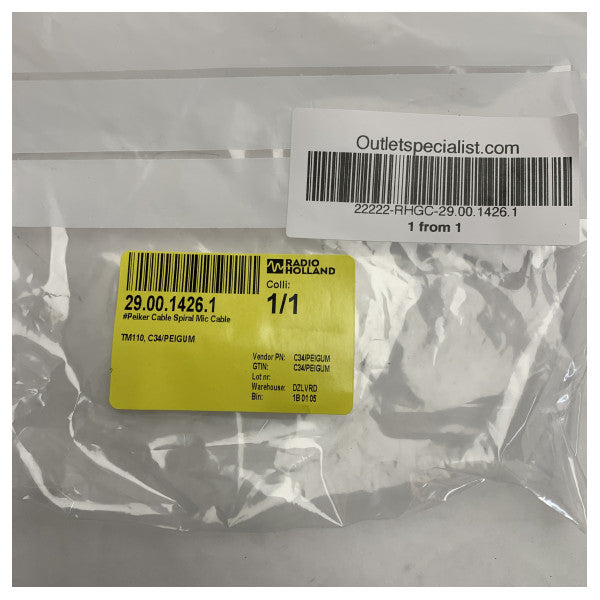 Outletspecialist.com
22222-RHGC-29.00.1426.1
1 from 1
RADIO
HOLLAND
29.00.1426.1
#Peiker Cable Spiral Mic Cable
Colli:
1/1
TM110, C34/PEIGUM
Vendor PN: C34/PEIGUM
GTIN: C34/PEIGUM
Lot nr:
Warehouse: DZLVRD
Bin: 1B 01 05